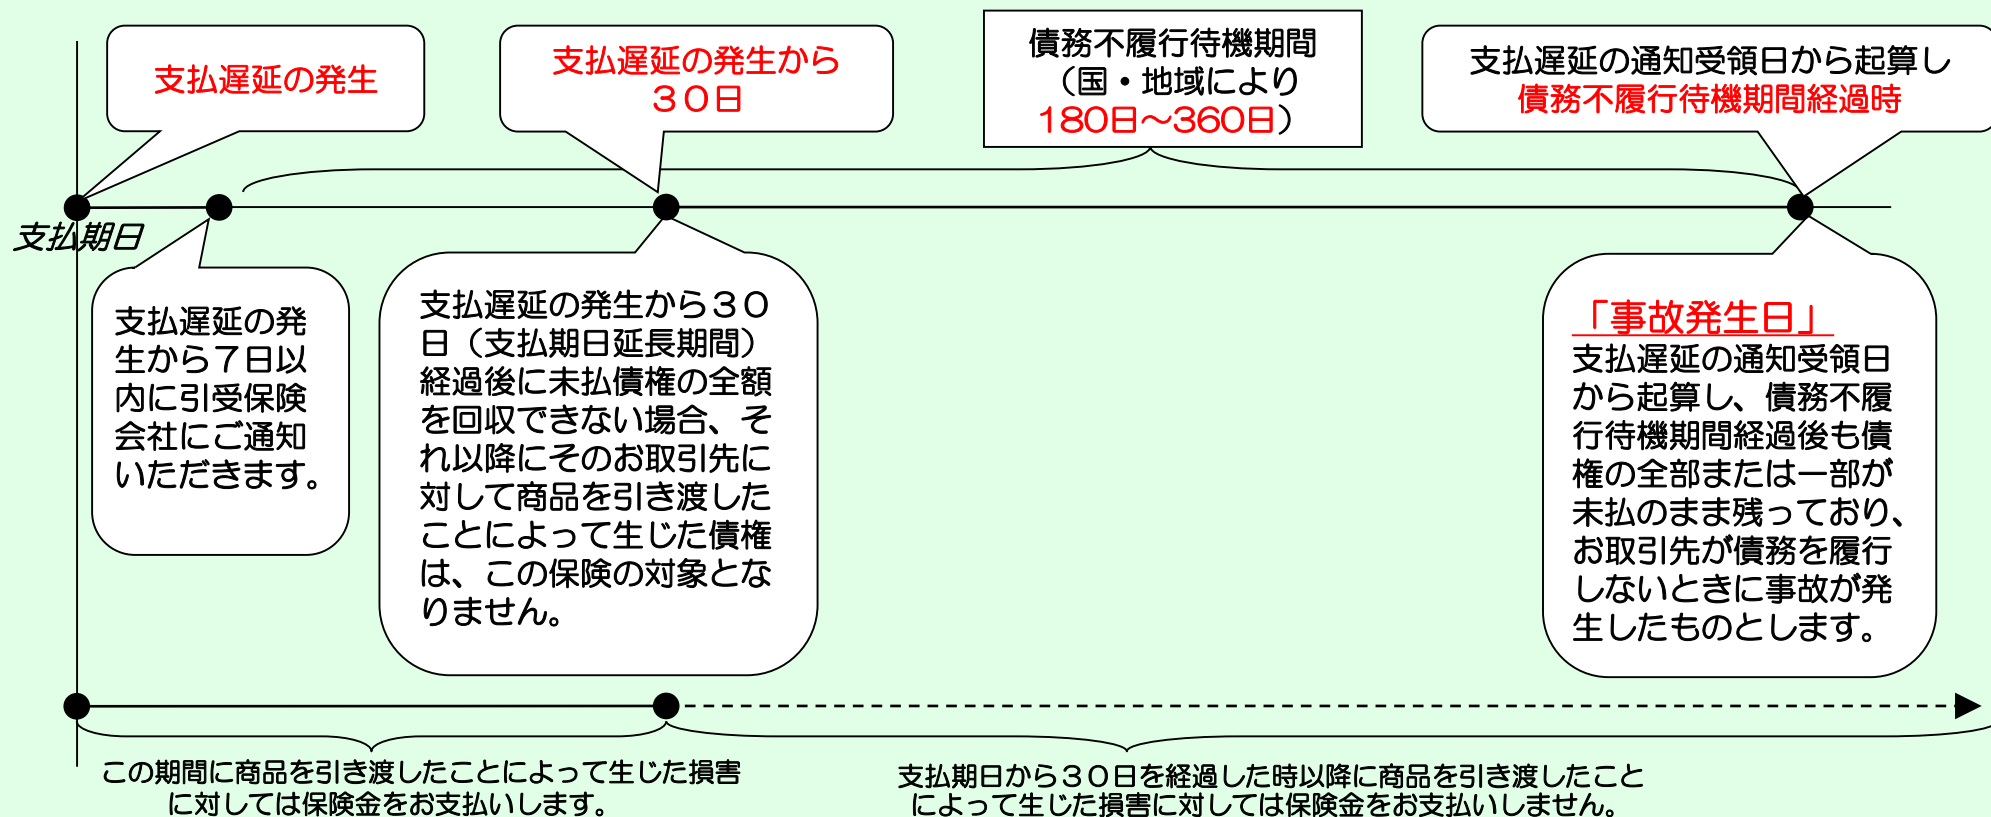 支払遅延の発生
支払遅延の発生から
３０日
債務不履行待機期間
（国・地域により
180日～360日）
支払遅延の通知受領日から起算し
債務不履行待機期間経過時
支払期日
支払遅延の発
生から７日以
内に引受保険
会社にご通知
いただきます。
支払遅延の発生から３０
日（支払期日延長期間）
経過後に未払債権の全額
を回収できない場合、そ
れ以降にそのお取引先に
対して商品を引き渡した
ことによって生じた債権
は、この保険の対象とな
りません。
「事故発生日」
支払遅延の通知受領日
から起算し、債務不履
行待機期間経過後も債
権の全部または一部が
未払のまま残っており、
お取引先が債務を履行
しないときに事故が発
生したものとします。
この期間に商品を引き渡したことによって生じた損害
に対しては保険金をお支払いします。
支払期日から３０日を経過した時以降に商品を引き渡したこと
によって生じた損害に対しては保険金をお支払いしません。